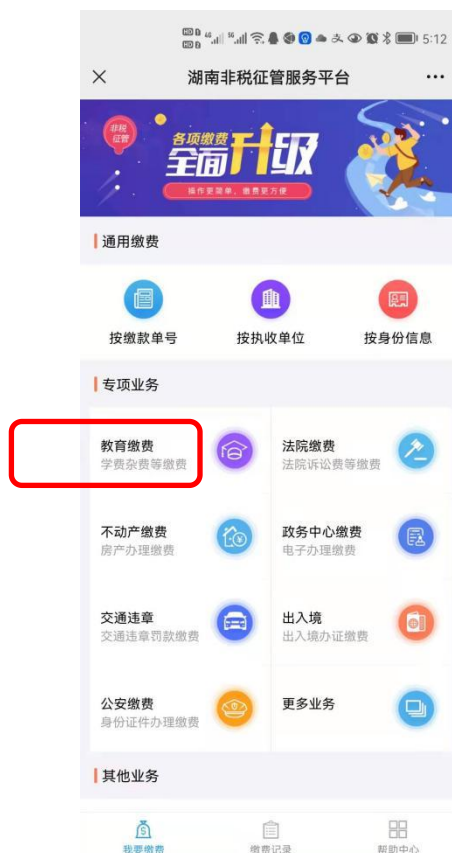 5:12
湖南非税征管服务平台
非税
征管
各项缴费
全面升级
操作更简单，缴费更方便
通用缴费
按缴款单号 按执收单位 按身份信息
专项业务
教育缴费 法院缴费
学费杂费等缴费 法院诉讼费等缴费
不动产缴费 政务中心缴费
房产办理缴费 电子办理缴费
交通违章 出入境
交通违章罚款缴费 出入境办证缴费
公安缴费 更多业务
身份证件办理缴费
其他业务
我要缴费 缴费记录 帮助中心